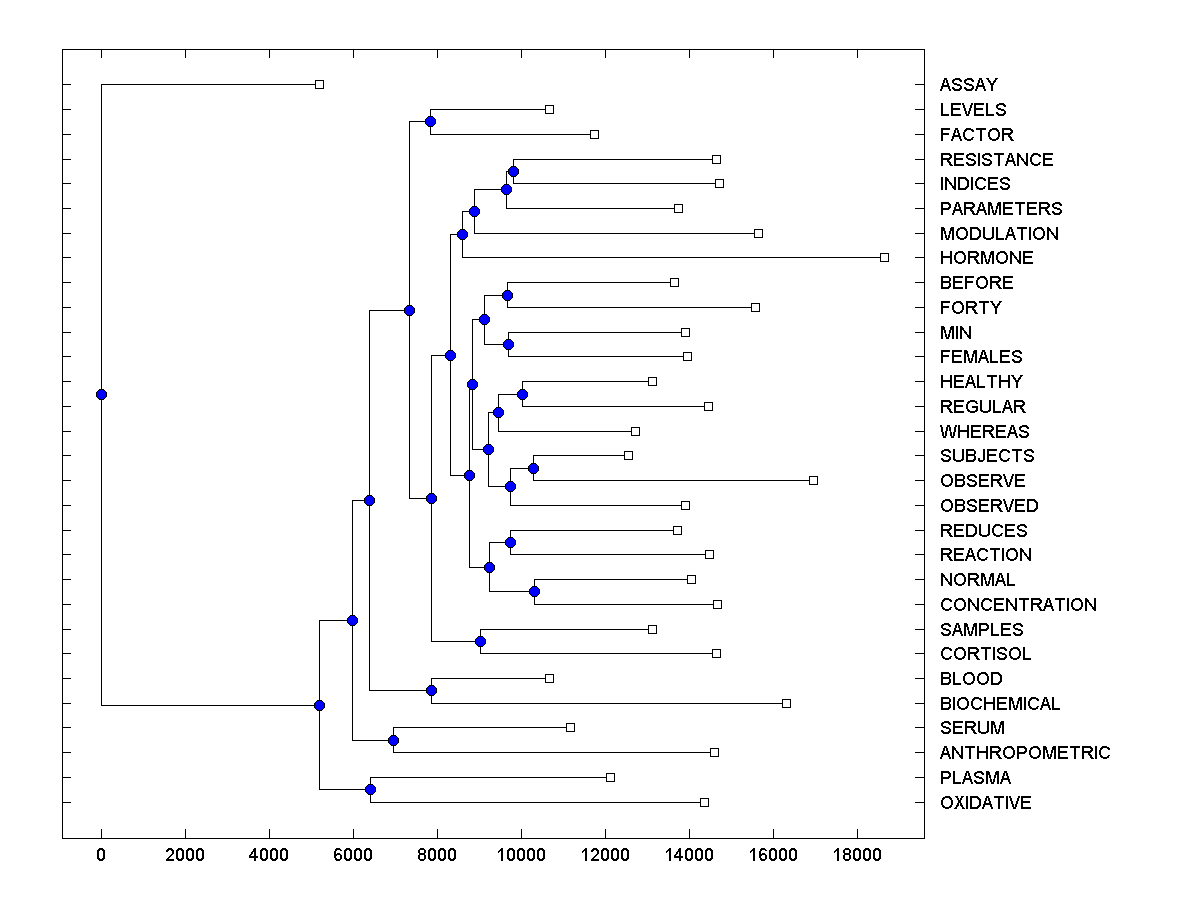 ASSAY
LEVELS
FACTOR
RESISTANCE
INDICES
PARAMETERS
MODULATION
HORMONE
BEFORE
FORTY
MIN
FEMALES
HEALTHY
REGULAR
WHEREAS
SUBJECTS
OBSERVE
OBSERVED
REDUCES
REACTION
NORMAL
CONCENTRATION
SAMPLES
CORTISOL
BLOOD
BIOCHEMICAL
SERUM
ANTHROPOMETRIC
PLASMA
OXIDATIVE
0 2000 4000 6000 8000 10000 12000 14000 16000 18000